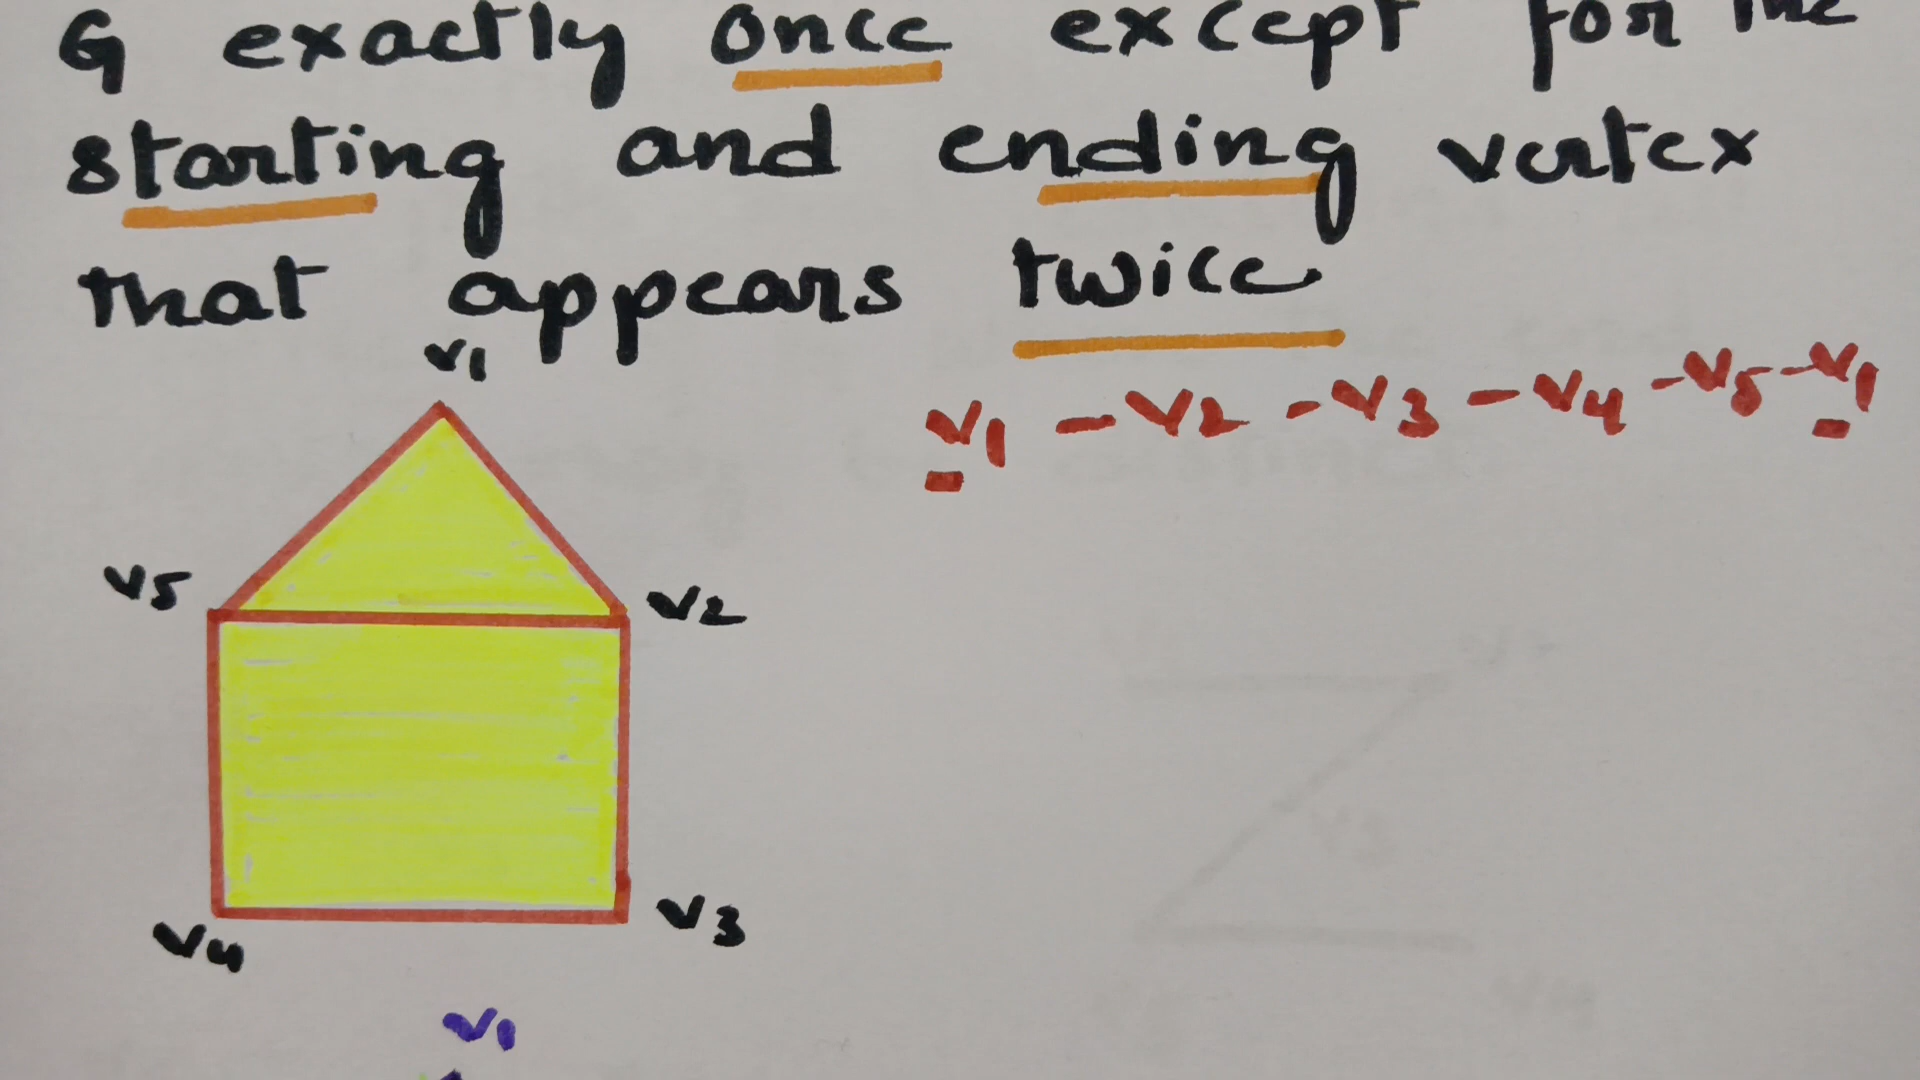 G exactly once except for the
starting and ending vertex
that appears twice
v1
v1 - v2 - v3 - v4 - v5 - v1
v5
v2
v4
v3
v1